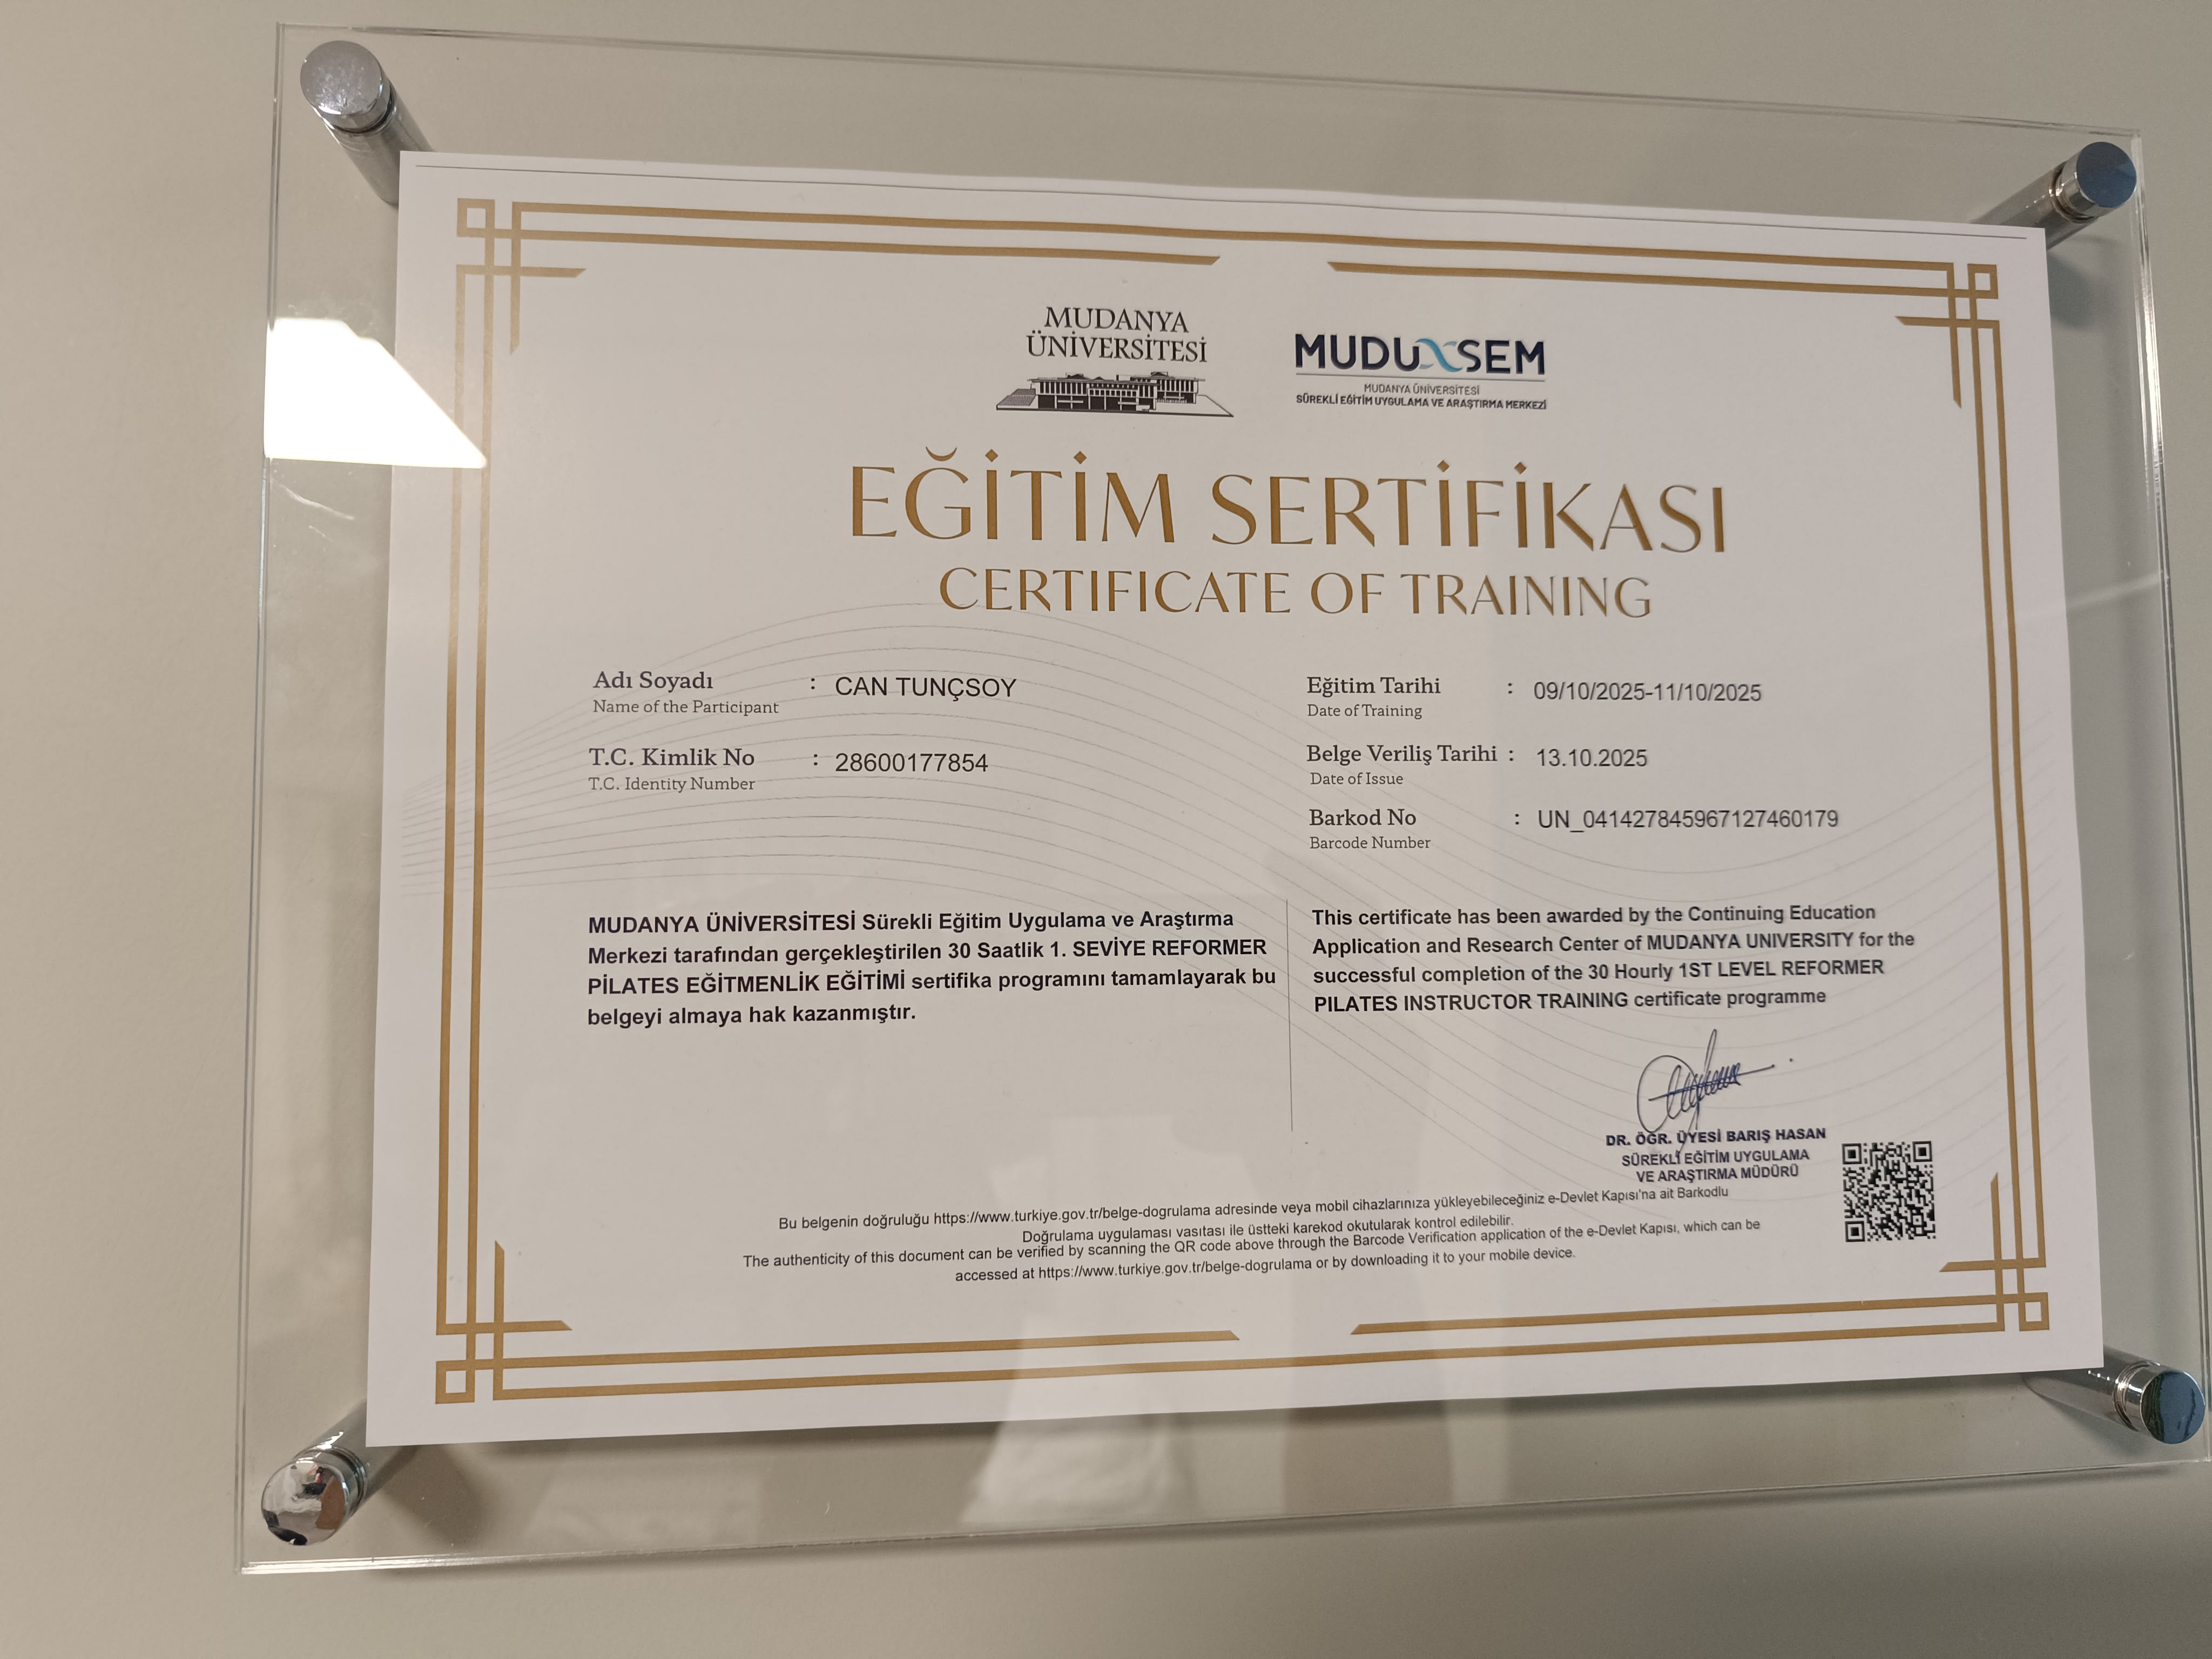 MUDANYA
ÜNİVERSİTESİ
MUDU SEM
MUDANYA ÜNİVERSİTESİ
SÜREKLİ EĞİTİM UYGULAMA VE ARAŞTIRMA MERKEZİ
EĞİTİM SERTİFİKASI
CERTIFICATE OF TRAINING
Adı Soyadı : CAN TUNÇSOY
Name of the Participant
T.C. Kimlik No : 28600177854
T.C. Identity Number
Eğitim Tarihi : 09/10/2025-11/10/2025
Date of Training
Belge Veriliş Tarihi : 13.10.2025
Date of Issue
Barkod No : UN_041427845967127460179
Barcode Number
MUDANYA ÜNİVERSİTESİ Sürekli Eğitim Uygulama ve Araştırma
Merkezi tarafından gerçekleştirilen 30 Saatlik 1. SEVİYE REFORMER
PİLATES EĞİTMENLİK EĞİTİMİ sertifika programını tamamlayarak bu
belgeyi almaya hak kazanmıştır.
This certificate has been awarded by the Continuing Education
Application and Research Center of MUDANYA UNIVERSITY for the
successful completion of the 30 Hourly 1ST LEVEL REFORMER
PILATES INSTRUCTOR TRAINING certificate programme
DR. ÖĞR. ÜYESİ BARIŞ HASAN
SÜREKLİ EĞİTİM UYGULAMA
VE ARAŞTIRMA MÜDÜRÜ
Bu belgenin doğruluğu https://www.turkiye.gov.tr/belge-dogrulama adresinde veya mobil cihazlarınıza yükleyebileceğiniz e-Devlet Kapısı'na ait Barkodlu
Doğrulama uygulaması vasıtası ile üstteki karekod okutularak kontrol edilebilir.
The authenticity of this document can be verified by scanning the QR code above through the Barcode Verification application of the e-Devlet Kapısı, which can be
accessed at https://www.turkiye.gov.tr/belge-dogrulama or by downloading it to your mobile device.